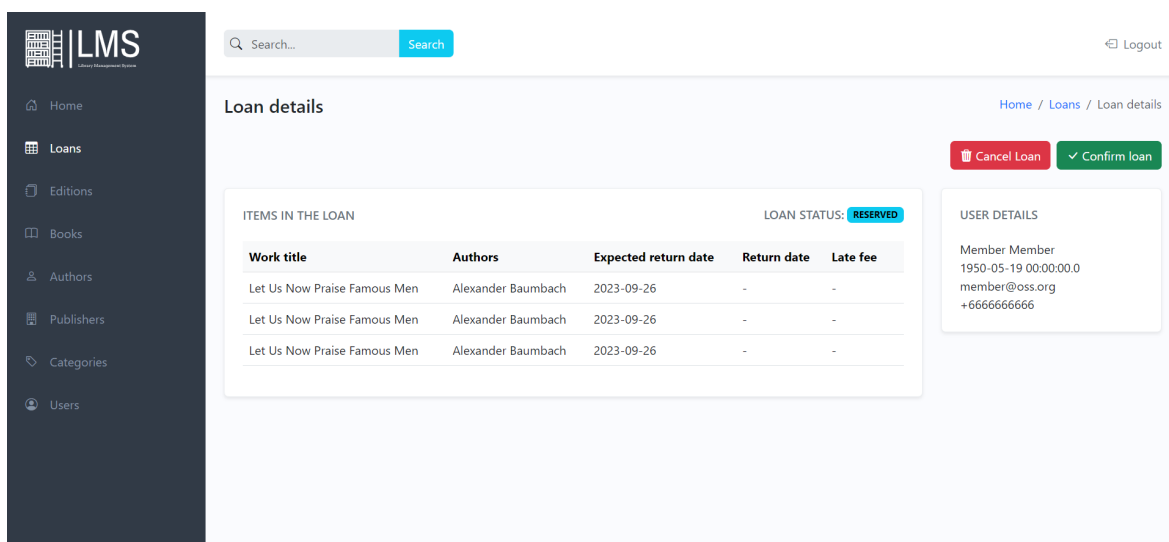 LMS
Library Management System
Search...
Search
Logout
Home
Loans
Editions
Books
Authors
Publishers
Categories
Users
Loan details
Home / Loans / Loan details
Cancel Loan
Confirm loan
ITEMS IN THE LOAN
LOAN STATUS: RESERVED
Work title Authors Expected return date Return date Late fee
Let Us Now Praise Famous Men Alexander Baumbach 2023-09-26 - -
Let Us Now Praise Famous Men Alexander Baumbach 2023-09-26 - -
Let Us Now Praise Famous Men Alexander Baumbach 2023-09-26 - -
USER DETAILS
Member Member
1950-05-19 00:00:00.0
member@oss.org
+6666666666